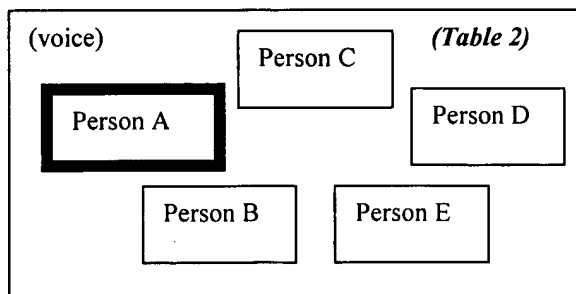 (voice)
(Table 2)
Person C
Person A
Person D
Person B
Person E